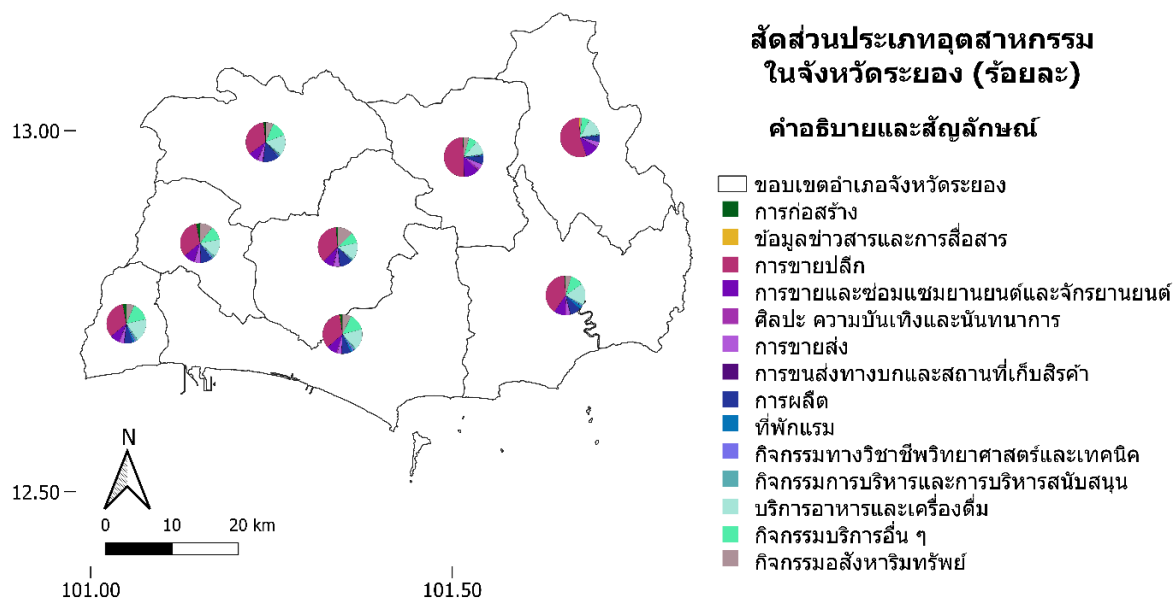 สัดส่วนประเภทอุตสาหกรรม
ในจังหวัดระยอง (ร้อยละ)
คำอธิบายและสัญลักษณ์
ขอบเขตอำเภอจังหวัดระยอง
การก่อสร้าง
ข้อมูลข่าวสารและการสื่อสาร
การขายปลีก
การขายและซ่อมแซมยานยนต์และจักรยานยนต์
ศิลปะ ความบันเทิงและนันทนาการ
การขายส่ง
การขนส่งทางบกและสถานที่เก็บสิรค้า
การผลืต
ที่พักแรม
กิจกรรมทางวิชาชีพวิทยาศาสตร์และเทคนิค
กิจกรรมการบริหารและการบริหารสนับสนุน
บริการอาหารและเครื่องดื่ม
กิจกรรมบริการอื่น ๆ
กิจกรรมอสังหาริมทรัพย์
13.00
12.50
N
0 10 20 km
101.00 101.50